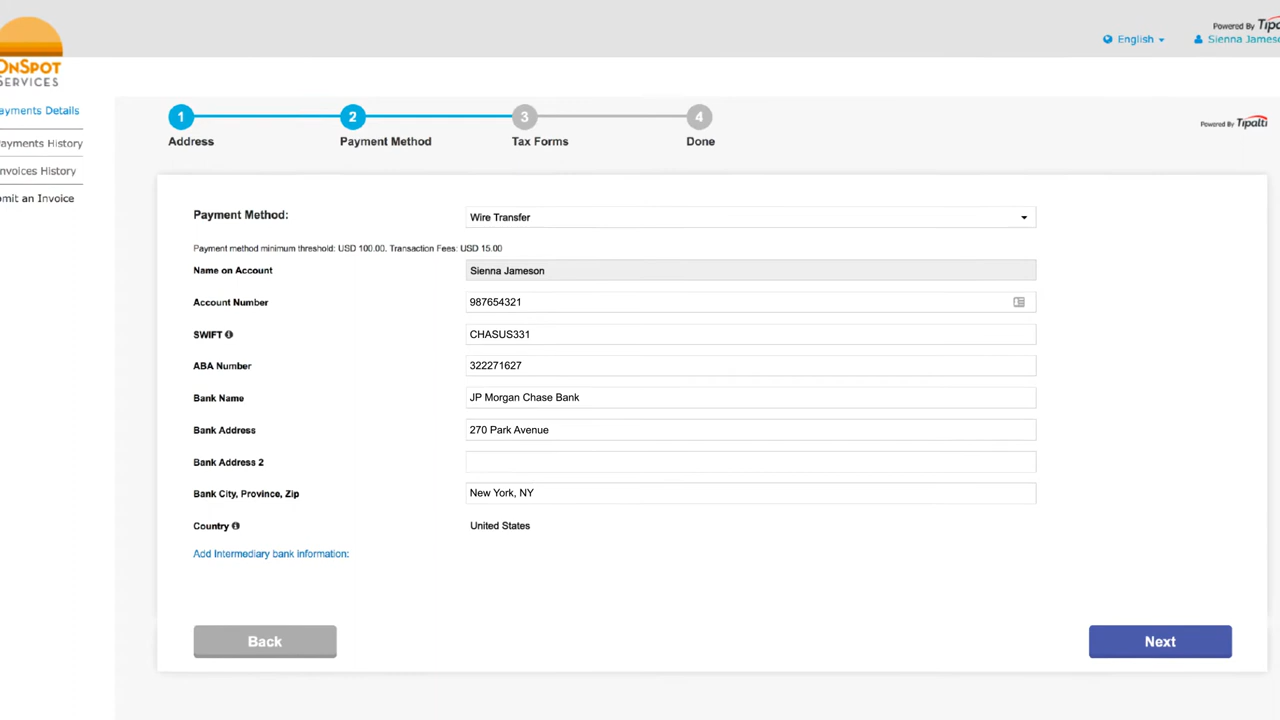 Powered By Tipalti
English
Sienna Jameso
ONSPOT
SERVICES
ayments Details
ayments History
nvoices History
mit an Invoice
1
2
3
4
Address
Payment Method
Tax Forms
Done
Powered By Tipalti
Payment Method:
Wire Transfer
Payment method minimum threshold: USD 100.00, Transaction Fees: USD 15.00
Name on Account
Sienna Jameson
Account Number
987654321
SWIFT
CHASUS331
ABA Number
322271627
Bank Name
JP Morgan Chase Bank
Bank Address
270 Park Avenue
Bank Address 2
Bank City, Province, Zip
New York, NY
Country
United States
Add Intermediary bank information:
Back
Next